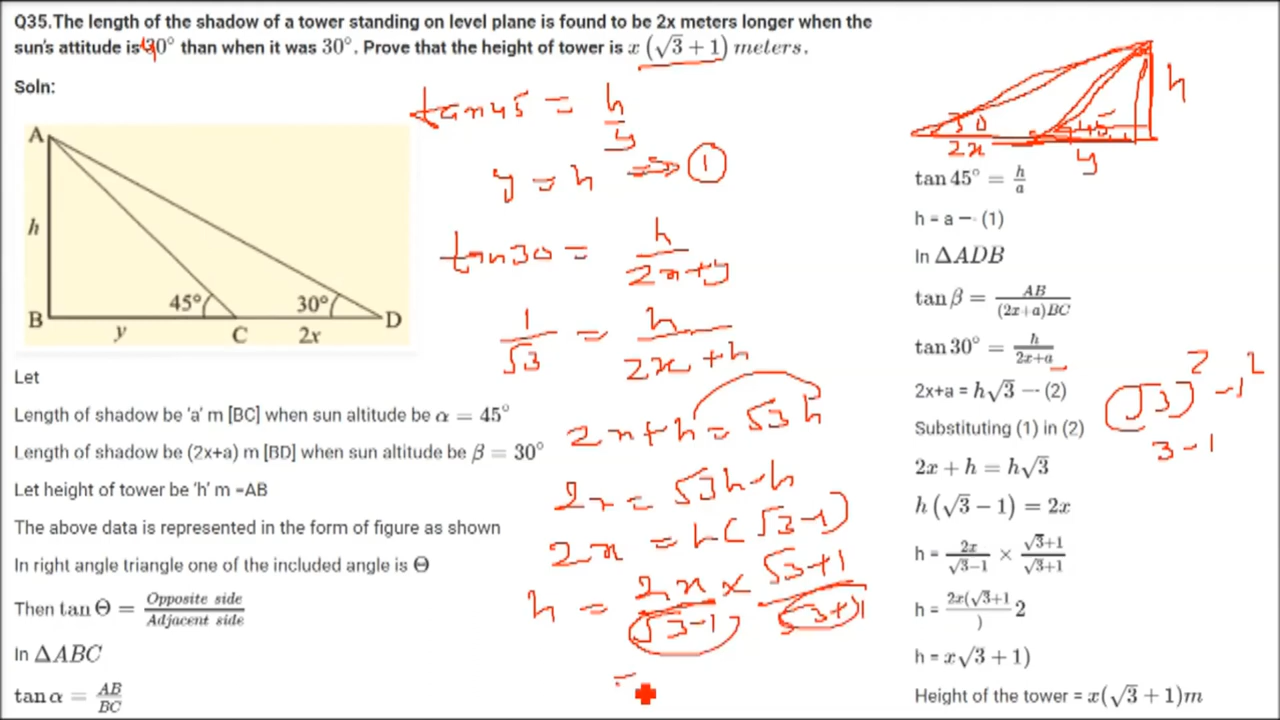 Q35.The length of the shadow of a tower standing on level plane is found to be 2x meters longer when the
sun's attitude is 30° than when it was 30°. Prove that the height of tower is x (√3 + 1) meters.
Soln:
A
h
B
45°
30°
D
y
C
2x
Let
Length of shadow be 'a' m [BC] when sun altitude be α = 45°
Length of shadow be (2x+a) m [BD] when sun altitude be β = 30°
Let height of tower be 'h' m =AB
The above data is represented in the form of figure as shown
In right angle triangle one of the included angle is Θ
Then tan Θ = Opposite side / Adjacent side
In ΔABC
tan α = AB / BC
tan 45 = h / y
y = h ⇒ ①
tan 30 = h / 2x+y
1 / √3 = h / 2x + h
2x + h = √3 h
2x = √3 h - h
2x = h ( √3 - 1 )
h = 2x / √3 - 1 × √3 + 1 / √3 + 1
=
30
45
h
2x
y
tan 45° = h / a
h = a — (1)
In ΔADB
tan β = AB / (2x+a)BC
tan 30° = h / 2x+a
2x+a = h√3 --- (2)
Substituting (1) in (2)
2x + h = h√3
h (√3 − 1) = 2x
h = 2x / √3−1 × √3+1 / √3+1
h = 2x(√3+1 / ) 2
h = x√3 + 1)
Height of the tower = x(√3 + 1)m
(√3)² - 1²
3 - 1